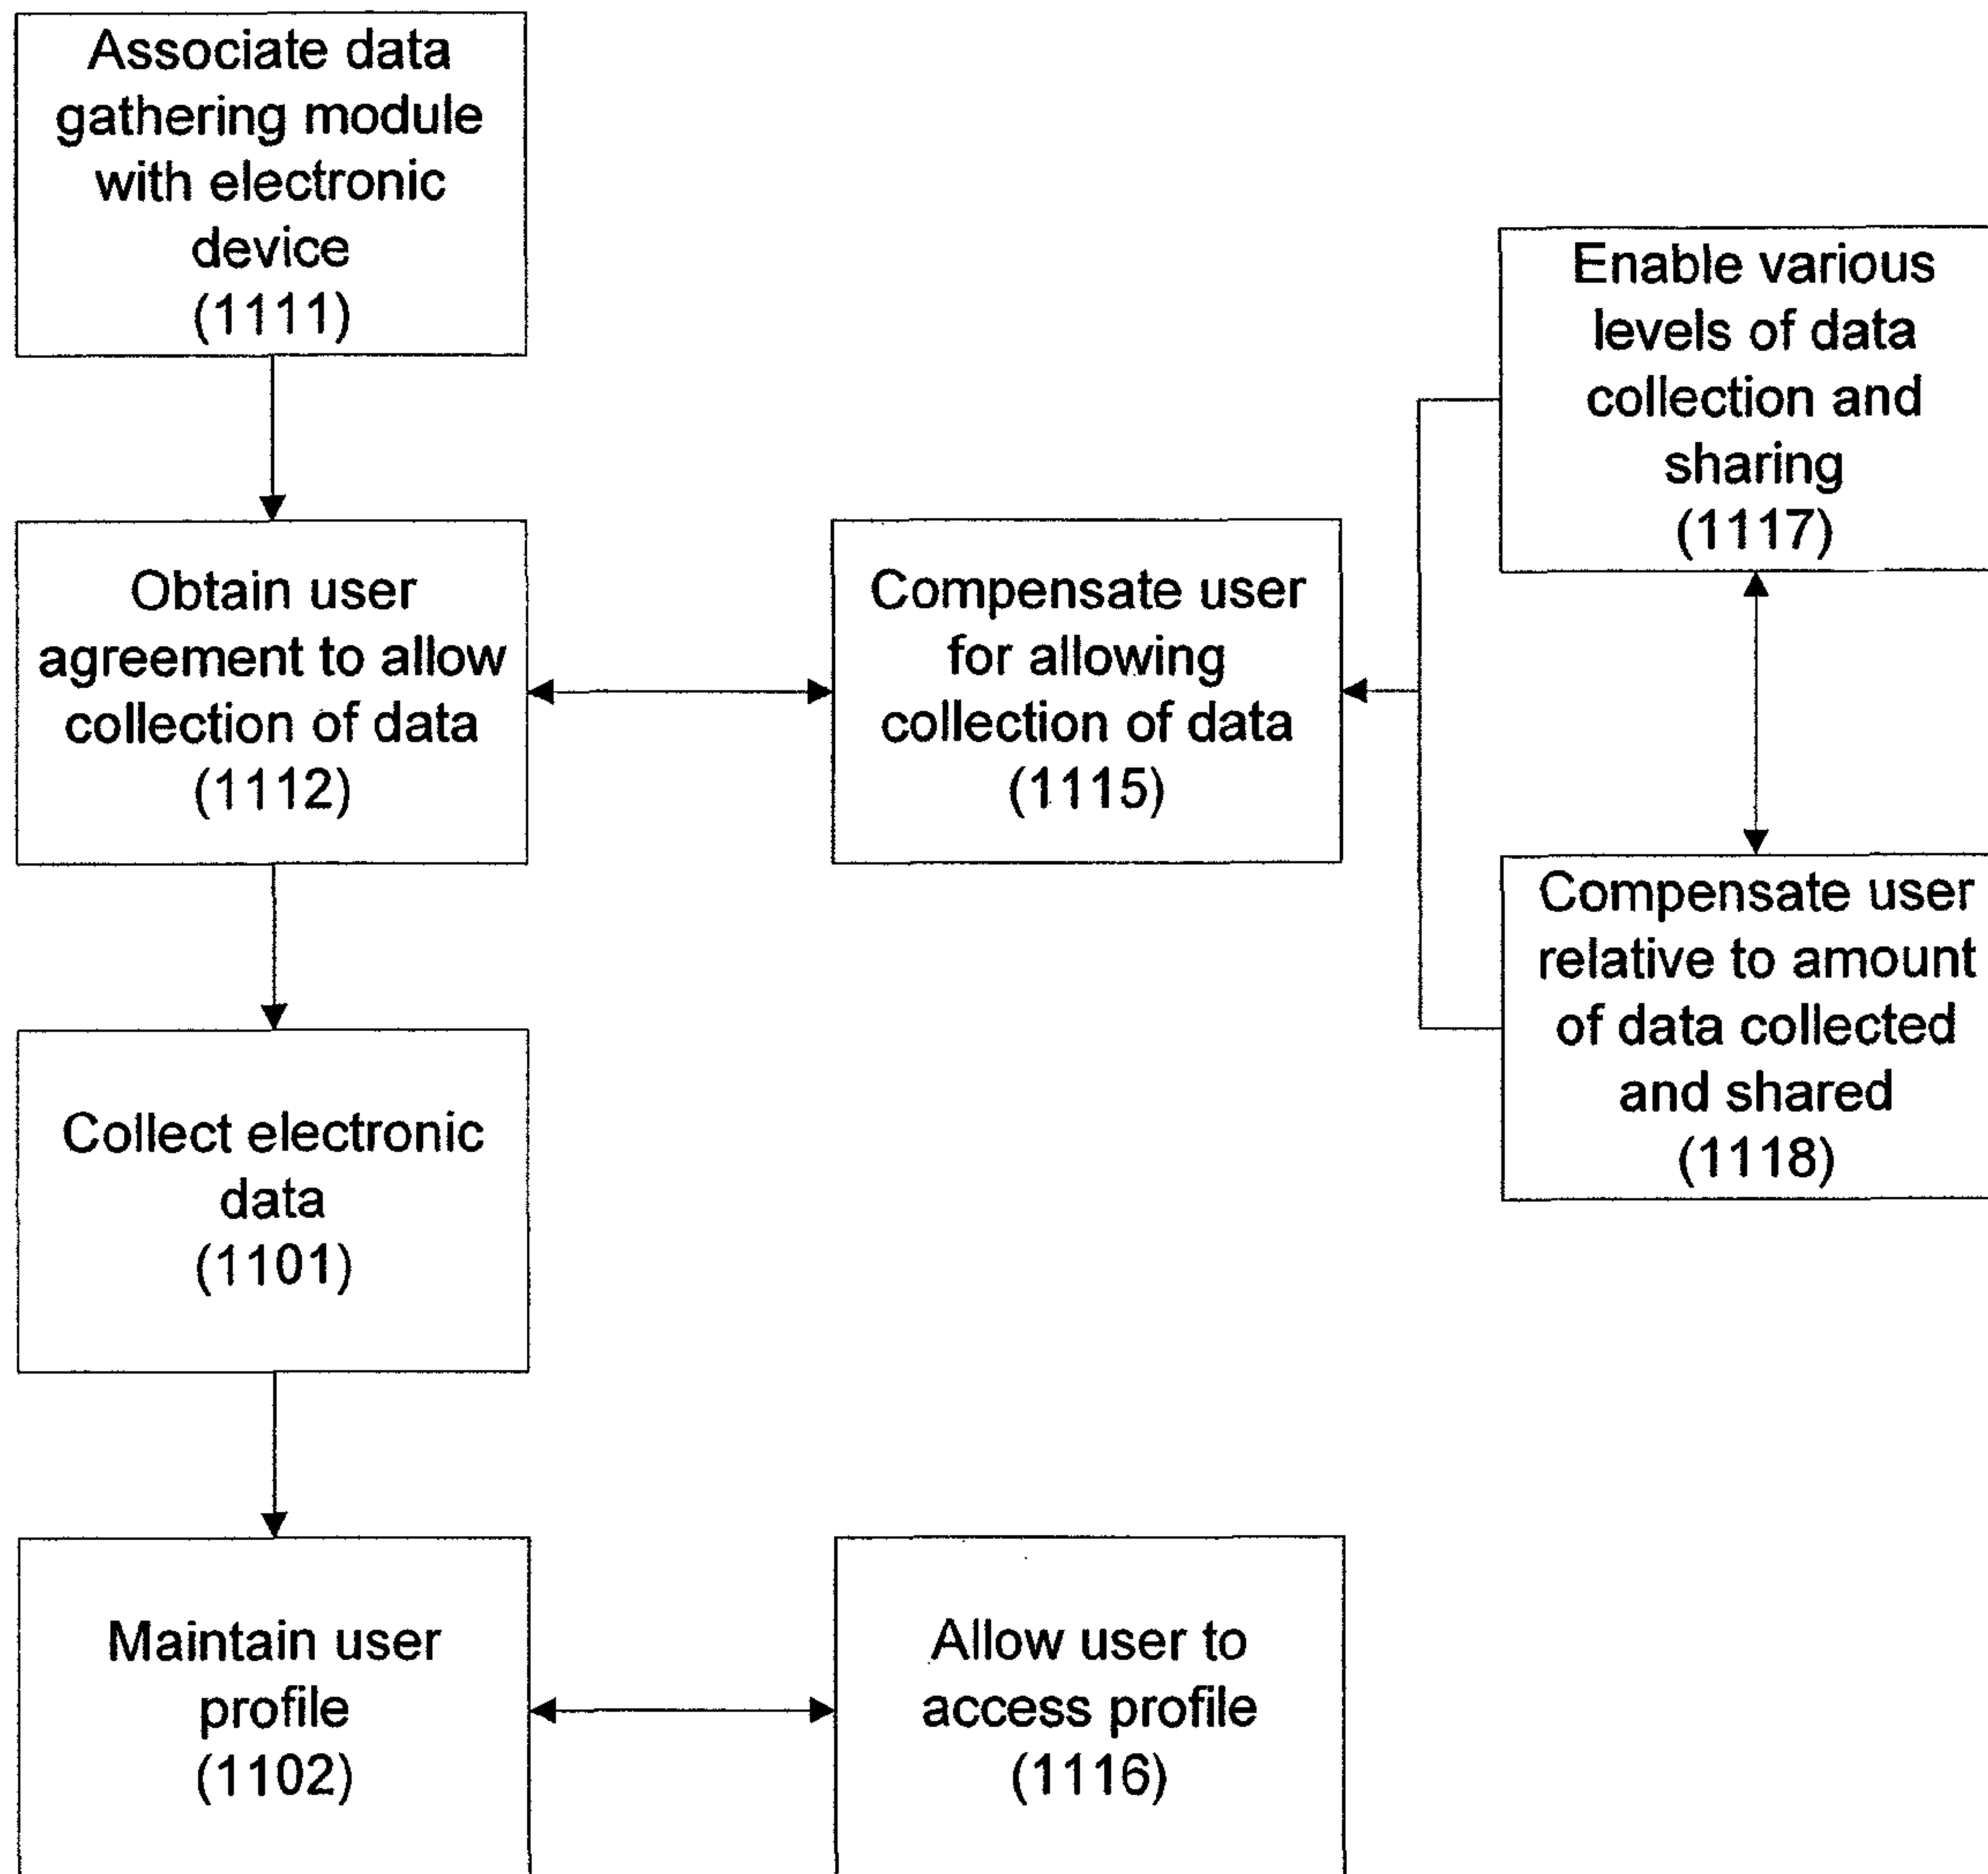 Associate data
gathering module
with electronic
device
(1111)
Enable various
levels of data
collection and
sharing
(1117)
Obtain user
agreement to allow
collection of data
(1112)
Compensate user
for allowing
collection of data
(1115)
Compensate user
relative to amount
of data collected
and shared
(1118)
Collect electronic
data
(1101)
Maintain user
profile
(1102)
Allow user to
access profile
(1116)